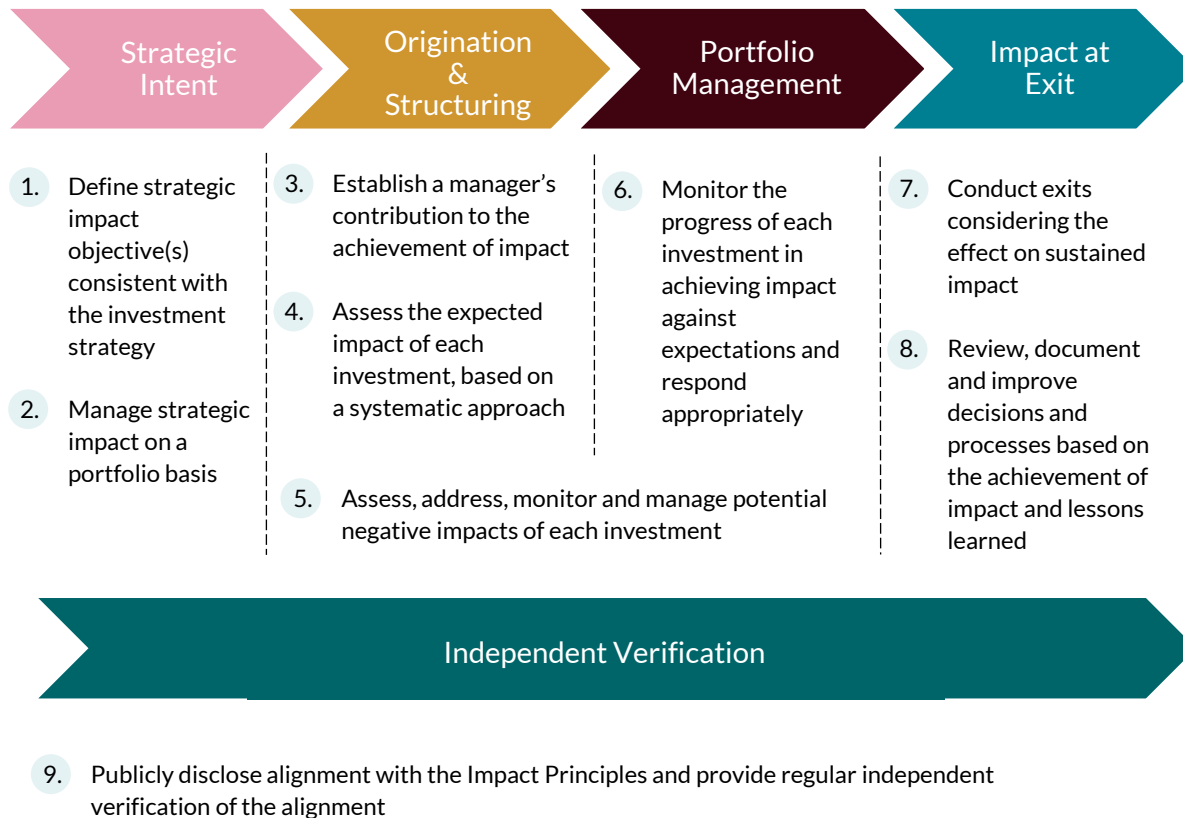 Strategic
Intent
Origination
&
Structuring
Portfolio
Management
Impact at
Exit
1. Define strategic
impact
objective(s)
consistent with
the investment
strategy
2. Manage strategic
impact on a
portfolio basis
3. Establish a manager’s
contribution to the
achievement of impact
4. Assess the expected
impact of each
investment, based on
a systematic approach
6. Monitor the
progress of each
investment in
achieving impact
against
expectations and
respond
appropriately
5. Assess, address, monitor and manage potential
negative impacts of each investment
7. Conduct exits
considering the
effect on sustained
impact
8. Review, document
and improve
decisions and
processes based on
the achievement of
impact and lessons
learned
Independent Verification
9. Publicly disclose alignment with the Impact Principles and provide regular independent
verification of the alignment